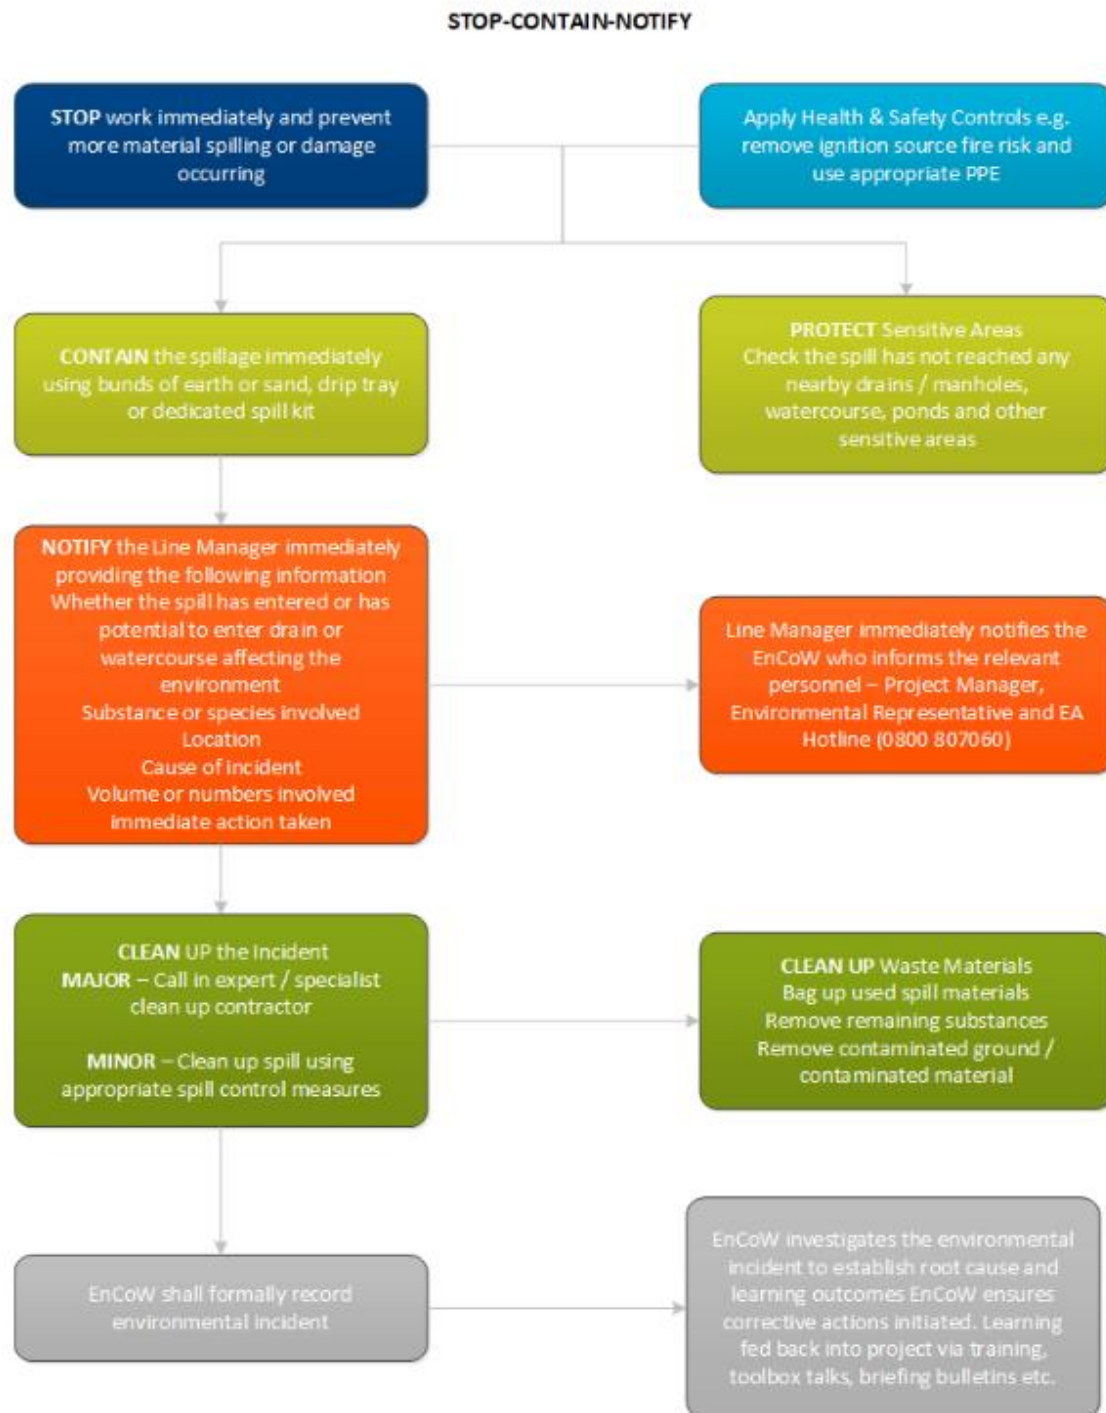 STOP-CONTAIN-NOTIFY
STOP work immediately and prevent
more material spilling or damage
occurring
Apply Health & Safety Controls e.g.
remove ignition source fire risk and
use appropriate PPE
CONTAIN the spillage immediately
using bunds of earth or sand, drip tray
or dedicated spill kit
PROTECT Sensitive Areas
Check the spill has not reached any
nearby drains / manholes,
watercourse, ponds and other
sensitive areas
NOTIFY the Line Manager immediately
providing the following information
Whether the spill has entered or has
potential to enter drain or
watercourse affecting the
environment
Substance or species involved
Location
Cause of incident
Volume or numbers involved
immediate action taken
Line Manager immediately notifies the
EnCoW who informs the relevant
personnel – Project Manager,
Environmental Representative and EA
Hotline (0800 807060)
CLEAN UP the Incident
MAJOR – Call in expert / specialist
clean up contractor
MINOR – Clean up spill using
appropriate spill control measures
CLEAN UP Waste Materials
Bag up used spill materials
Remove remaining substances
Remove contaminated ground /
contaminated material
EnCoW shall formally record
environmental incident
EnCoW investigates the environmental
incident to establish root cause and
learning outcomes EnCoW ensures
corrective actions initiated. Learning
fed back into project via training,
toolbox talks, briefing bulletins etc.